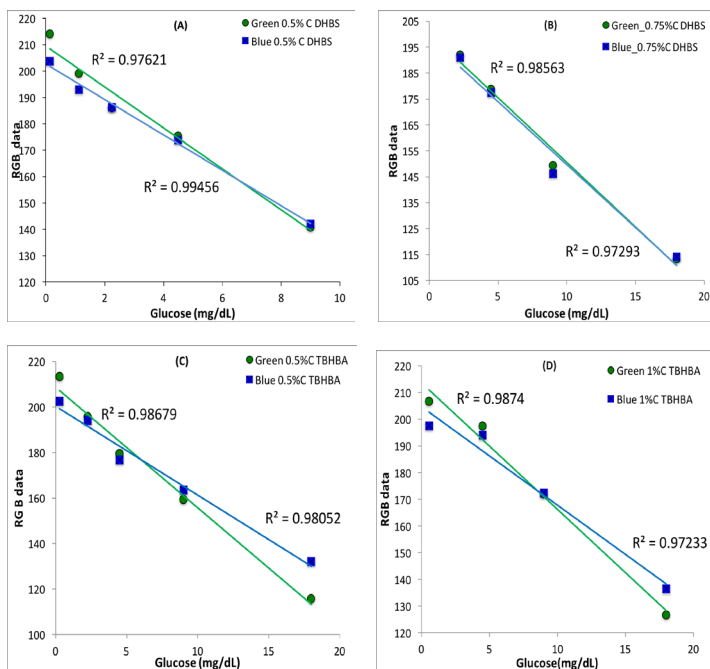 (A)
Green 0.5% C DHBS
Blue 0.5% C DHBS
R² = 0.97621
R² = 0.99456
RGB data
220
210
200
190
180
170
160
150
140
130
120
0 2 4 6 8 10
Glucose (mg/dL)
(B)
Green_0.75%C DHBS
Blue_0.75%C DHBS
R² = 0.98563
R² = 0.97293
RGB data
205
195
185
175
165
155
145
135
125
115
105
0 5 10 15 20
Glucose (mg/dL)
(C)
Green 0.5%C TBHBA
Blue 0.5%C TBHBA
R² = 0.98679
R² = 0.98052
RG B data
220
200
180
160
140
120
100
0 5 10 15 20
Glucose(mg/dL)
(D)
Green 1%C TBHBA
Blue 1%C TBHBA
R² = 0.9874
R² = 0.97233
RGB data
220
210
200
190
180
170
160
150
140
130
120
0 5 10 15 20
Glucose(mg/dL)